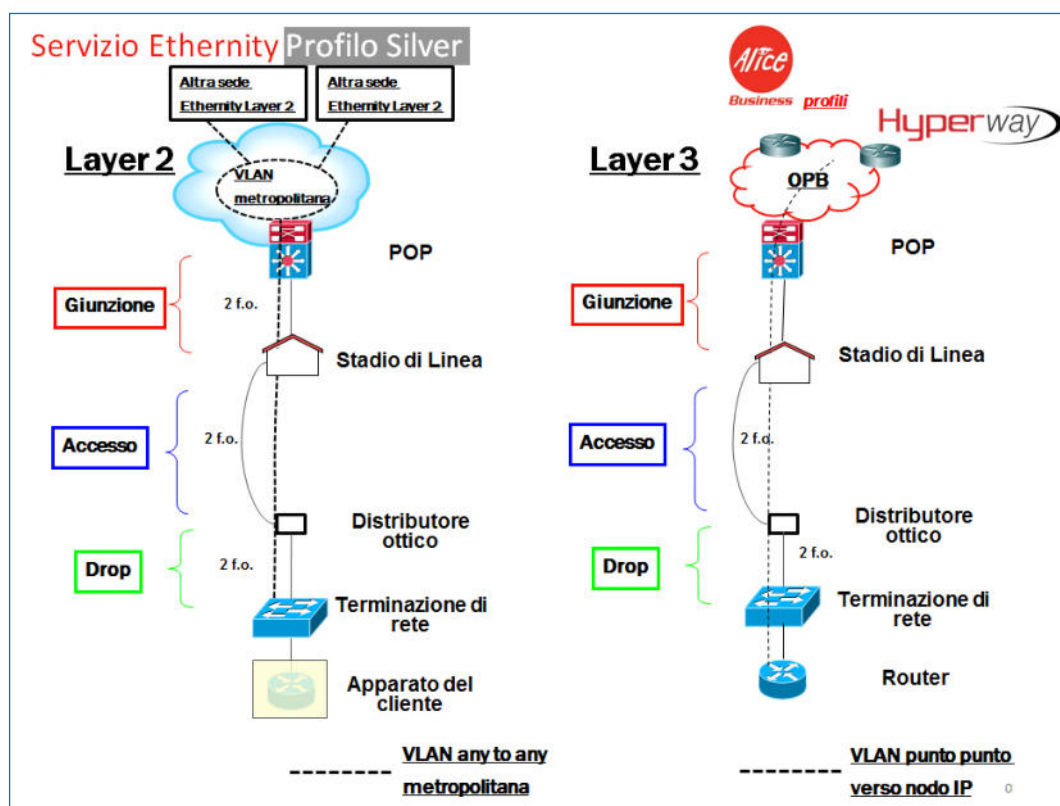 Servizio Ethernity Profilo Silver
Altra sede
Ethernity Layer 2
Altra sede
Ethernity Layer 2
Layer 2
VLAN
metropolitana
POP
Giunzione
2 f.o.
Stadio di Linea
Accesso
2 f.o.
Distributore
ottico
Drop
2 f.o.
Terminazione di
rete
Apparato del
cliente
VLAN any to any
metropolitana
Alice
Business profili
Hyperway
Layer 3
OPB
POP
Giunzione
Stadio di Linea
Accesso
2 f.o.
Distributore
ottico
Drop
2 f.o.
Terminazione di
rete
Router
VLAN punto punto
verso nodo IP
0